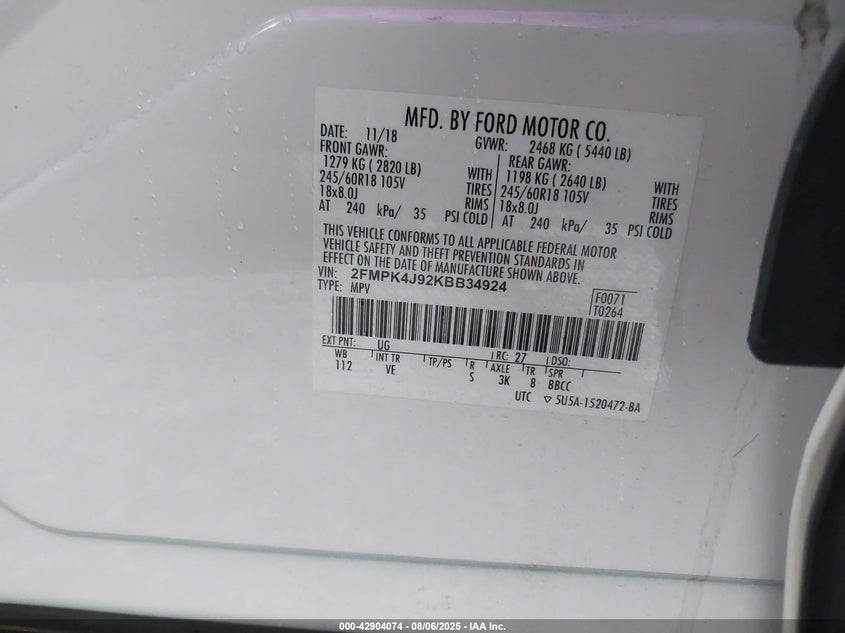 MFD. BY FORD MOTOR CO.
DATE: 11/18 GVWR: 2468 KG ( 5440 LB)
FRONT GAWR: REAR GAWR:
1279 KG ( 2820 LB) WITH 1198 KG ( 2640 LB) WITH
245/60R18 105V TIRES 245/60R18 105V TIRES
18x8.0J RIMS 18x8.0J RIMS
AT 240 kPa/ 35 PSI COLD AT 240 kPa/ 35 PSI COLD
THIS VEHICLE CONFORMS TO ALL APPLICABLE FEDERAL MOTOR
VEHICLE SAFETY AND THEFT PREVENTION STANDARDS IN
EFFECT ON THE DATE OF MANUFACTURE SHOWN ABOVE.
VIN: 2FMPK4J92KBB34924
TYPE: MPV F0071
T0264
EXT PNT: UG RC: 27 DSO:
WB INT TR TP/PS R AXLE TR SPR
112 VE S 3K 8 BBCC
UTC ▽ 5U5A-1520472-BA
000-42904074 | 08/06/2025 | IAA Inc.